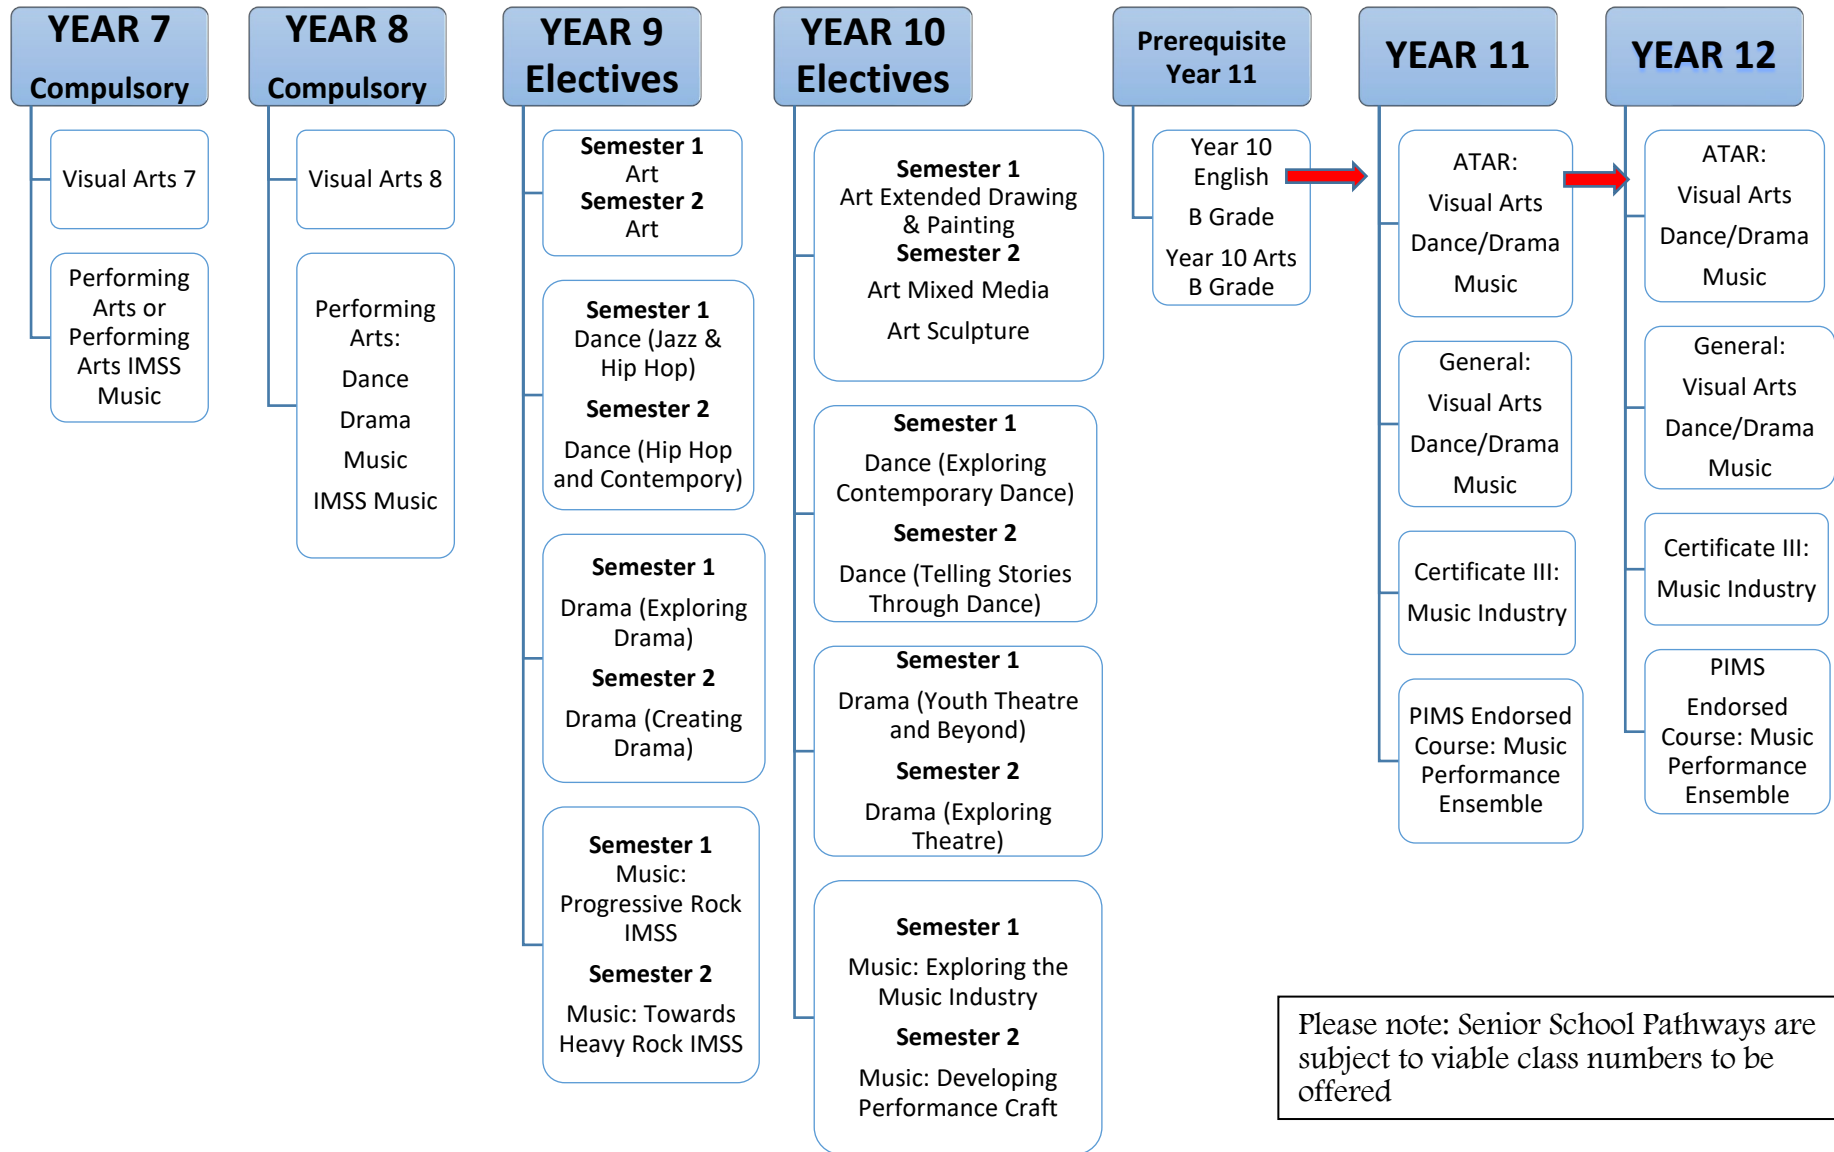 YEAR 7
Compulsory
Visual Arts 7
Performing
Arts or
Performing
Arts IMSS
Music
YEAR 8
Compulsory
Visual Arts 8
Performing
Arts:
Dance
Drama
Music
IMSS Music
YEAR 9
Electives
Semester 1
Art
Semester 2
Art
Semester 1
Dance (Jazz &
Hip Hop)
Semester 2
Dance (Hip Hop
and Contempory)
Semester 1
Drama (Exploring
Drama)
Semester 2
Drama (Creating
Drama)
Semester 1
Music:
Progressive Rock
IMSS
Semester 2
Music: Towards
Heavy Rock IMSS
YEAR 10
Electives
Semester 1
Art Extended Drawing
& Painting
Semester 2
Art Mixed Media
Art Sculpture
Semester 1
Dance (Exploring
Contemporary Dance)
Semester 2
Dance (Telling Stories
Through Dance)
Semester 1
Drama (Youth Theatre
and Beyond)
Semester 2
Drama (Exploring
Theatre)
Semester 1
Music: Exploring the
Music Industry
Semester 2
Music: Developing
Performance Craft
Prerequisite
Year 11
Year 10
English
B Grade
Year 10 Arts
B Grade
YEAR 11
ATAR:
Visual Arts
Dance/Drama
Music
General:
Visual Arts
Dance/Drama
Music
Certificate III:
Music Industry
PIMS Endorsed
Course: Music
Performance
Ensemble
YEAR 12
ATAR:
Visual Arts
Dance/Drama
Music
General:
Visual Arts
Dance/Drama
Music
Certificate III:
Music Industry
PIMS
Endorsed
Course: Music
Performance
Ensemble
Please note: Senior School Pathways are
subject to viable class numbers to be
offered